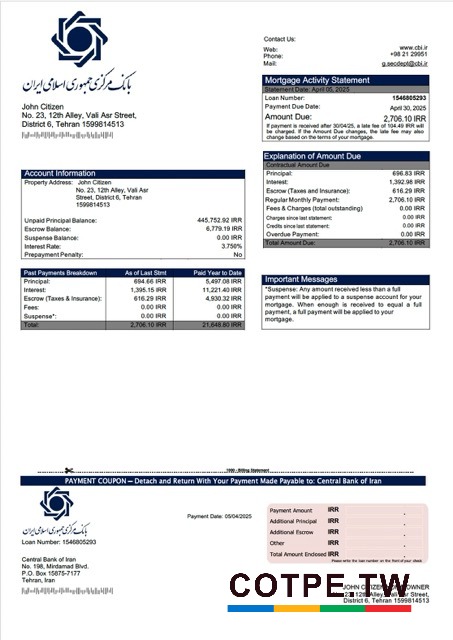 بانک مرکزی جمهوری اسلامی ایران
John Citizen
No. 23, 12th Alley, Vali Asr Street,
District 6, Tehran 1599814513
Contact Us:
Web: www.cbi.ir
Phone: +98 21 29951
Mail: g.secdept@cbi.ir
Mortgage Activity Statement
Statement Date: April 05, 2025
Loan Number: 1546805293
Payment Due Date: April 30, 2025
Amount Due: 2,706.10 IRR
If payment is received after 30/04/25, a late fee of 104.49 IRR will
be charged. If the Amount Due changes, the late fee may also
change based on the terms of your mortgage.
Account Information
Property Address: John Citizen
No. 23, 12th Alley, Vali Asr
Street, District 6, Tehran
1599814513
Unpaid Principal Balance: 445,752.92 IRR
Escrow Balance: 6,779.19 IRR
Suspense Balance: 0.00 IRR
Interest Rate: 3.756%
Prepayment Penalty: No
Explanation of Amount Due
Contractual Amount Due
Principal: 696.83 IRR
Interest: 1,392.98 IRR
Escrow (Taxes and Insurance): 616.29 IRR
Regular Monthly Payment: 2,706.10 IRR
Fees & Charges (total outstanding) 0.00 IRR
Charges since last statement: 0.00 IRR
Credits since last statement: 0.00 IRR
Overdue Payment: 0.00 IRR
Total Amount Due: 2,706.10 IRR
Past Payments Breakdown As of Last Stmt Paid Year to Date
Principal: 694.66 IRR 5,497.08 IRR
Interest: 1,395.15 IRR 11,221.40 IRR
Escrow (Taxes & Insurance): 616.29 IRR 4,930.32 IRR
Fees: 0.00 IRR 0.00 IRR
Suspense*: 0.00 IRR 0.00 IRR
Total: 2,706.10 IRR 21,648.80 IRR
Important Messages
*Suspense: Any amount received less than a full
payment will be applied to a suspense account for your
mortgage. When enough is received to equal a full
payment, a full payment will be applied to your
mortgage.
1000 - Billing Statement
PAYMENT COUPON — Detach and Return With Your Payment Made Payable to: Central Bank of Iran
بانک مرکزی جمهوری اسلامی ایران
Loan Number: 1546805293
Payment Date: 05/04/2025
Payment Amount IRR .
Additional Principal IRR .
Additional Escrow IRR .
Other IRR .
Total Amount Enclosed IRR .
Please write the loan number on the front of your check
Central Bank of Iran
No. 198, Mirdamad Blvd.
P.O. Box 15875-7177
Tehran, Iran
COTPE.TW
District 6, Tehran 1599814513